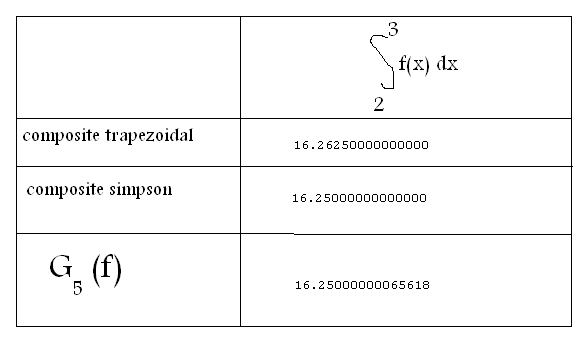 3
∫ f(x) dx
2
composite trapezoidal 16.26250000000000
composite simpson 16.25000000000000
G5 (f) 16.25000000065618